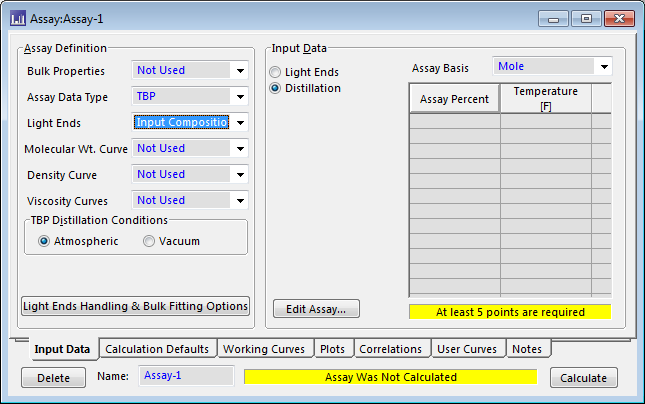 Assay:Assay-1
Assay Definition
Bulk Properties Not Used
Assay Data Type TBP
Light Ends Input Compositio
Molecular Wt. Curve Not Used
Density Curve Not Used
Viscosity Curves Not Used
TBP Distillation Conditions
Atmospheric Vacuum
Light Ends Handling & Bulk Fitting Options
Input Data
Light Ends
Distillation
Assay Basis Mole
Assay Percent Temperature
[F]
Edit Assay...
At least 5 points are required
Input Data Calculation Defaults Working Curves Plots Correlations User Curves Notes
Delete Name: Assay-1 Assay Was Not Calculated Calculate